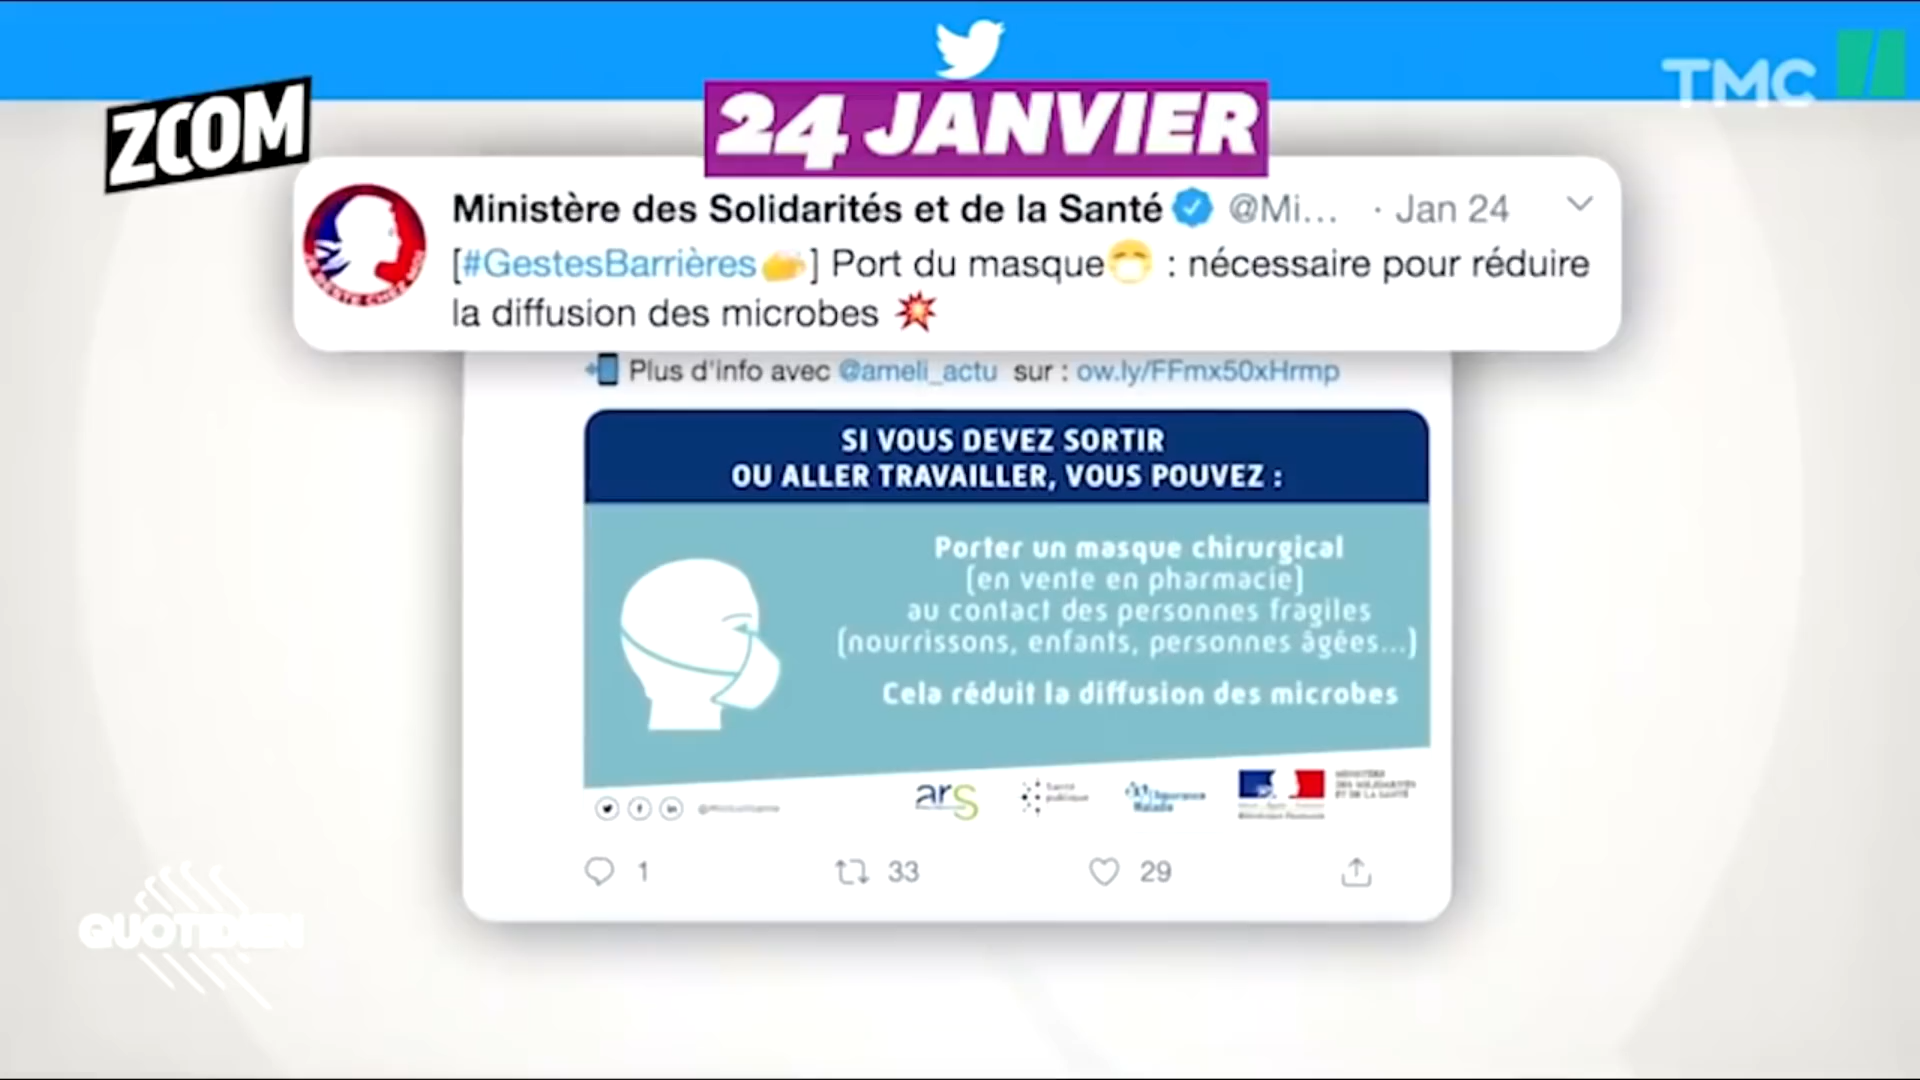 TMC
ZCOM
24 JANVIER
Ministère des Solidarités et de la Santé @Mi... · Jan 24
[#GestesBarrières👏] Port du masque😷 : nécessaire pour réduire
la diffusion des microbes 💥
📲 Plus d'info avec @ameli_actu sur : ow.ly/FFmx50xHrmp
SI VOUS DEVEZ SORTIR
OU ALLER TRAVAILLER, VOUS POUVEZ :
Porter un masque chirurgical
(en vente en pharmacie)
au contact des personnes fragiles
(nourrissons, enfants, personnes âgées...)
Cela réduit la diffusion des microbes
ars
1 33 29
QUOTIDIEN